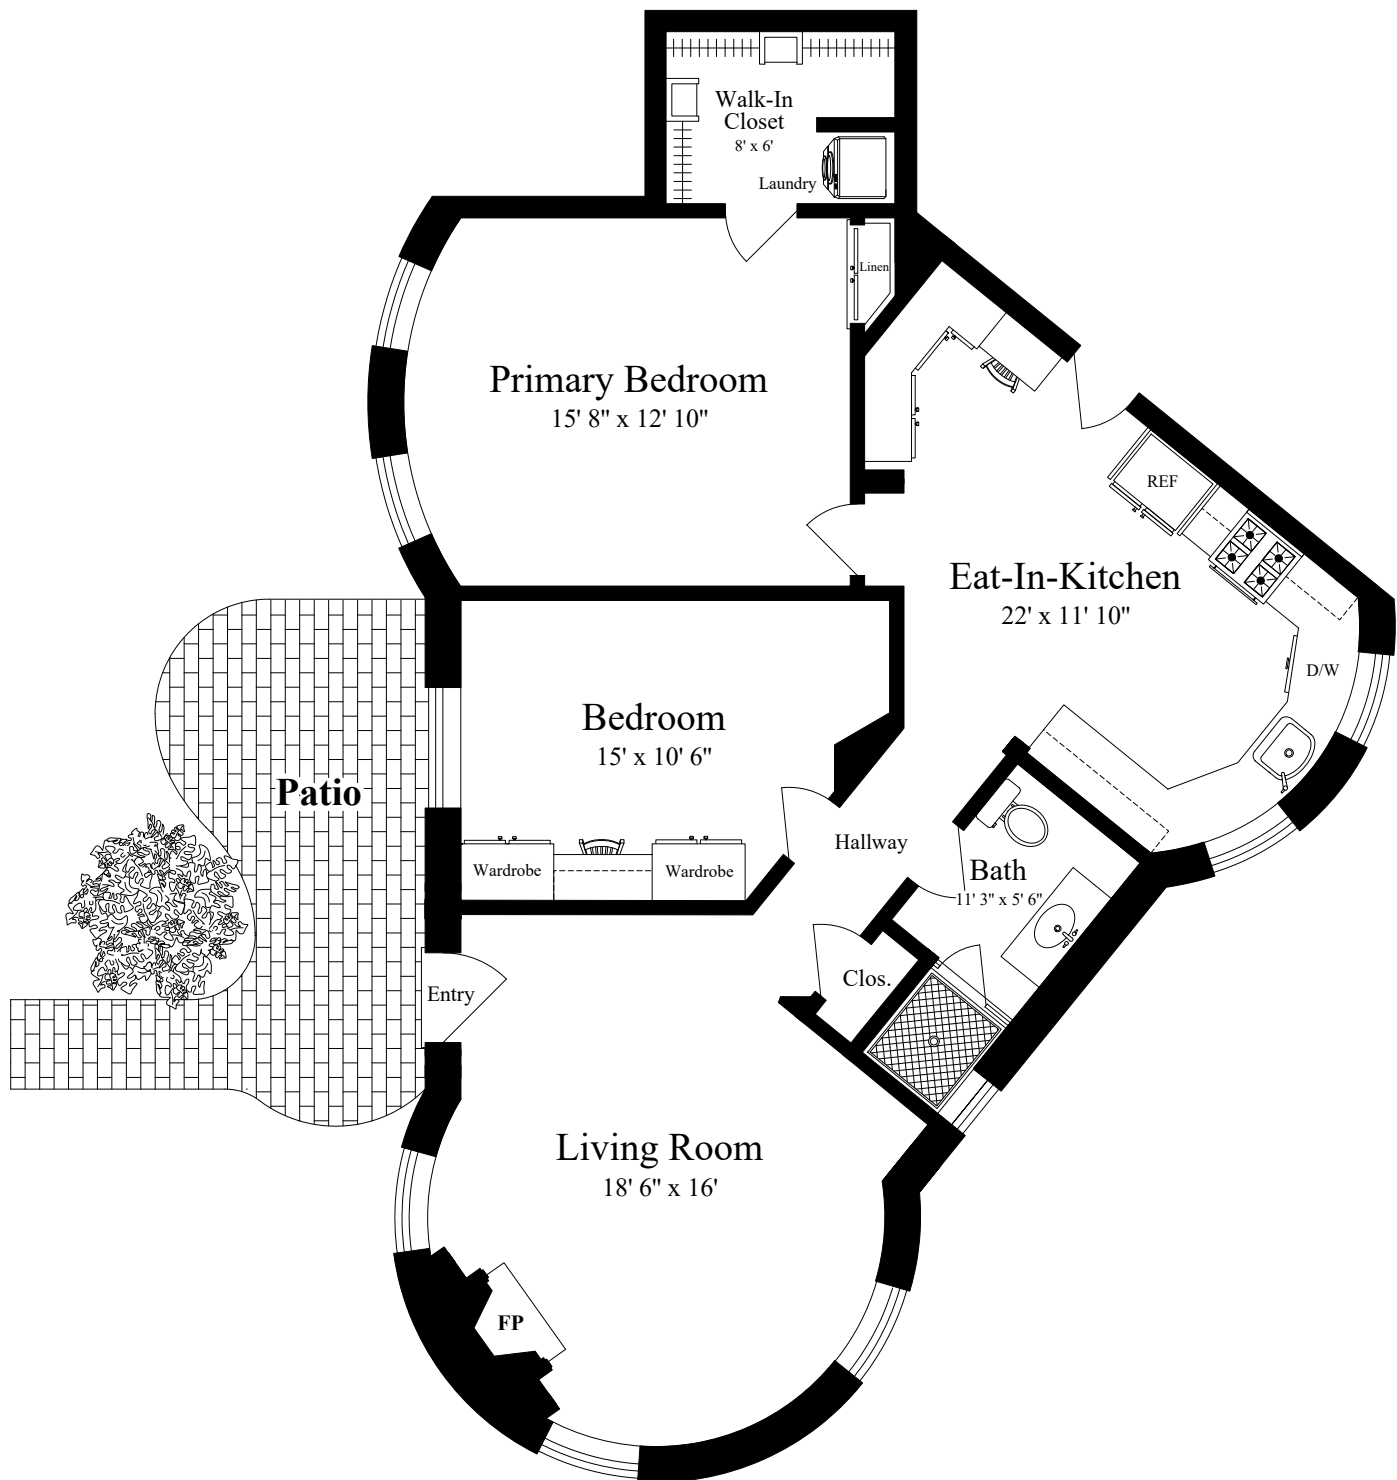 Walk-In
Closet
8' x 6'
Laundry
Linen
Primary Bedroom
15' 8" x 12' 10"
REF
Eat-In-Kitchen
22' x 11' 10"
D/W
Bedroom
15' x 10' 6"
Patio
Wardrobe
Wardrobe
Hallway
Bath
11' 3" x 5' 6"
Clos.
Entry
Living Room
18' 6" x 16'
FP